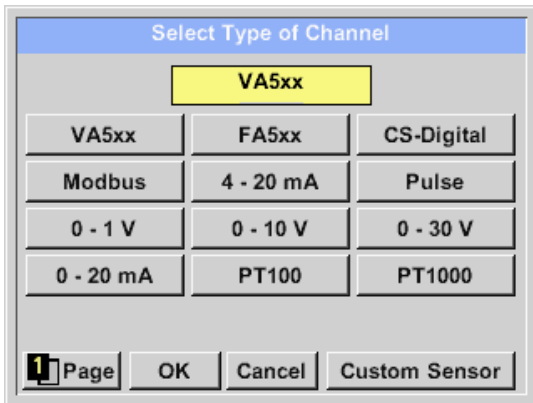 Select Type of Channel
VA5xx
VA5xx FA5xx CS-Digital
Modbus 4 - 20 mA Pulse
0 - 1 V 0 - 10 V 0 - 30 V
0 - 20 mA PT100 PT1000
1 Page OK Cancel Custom Sensor